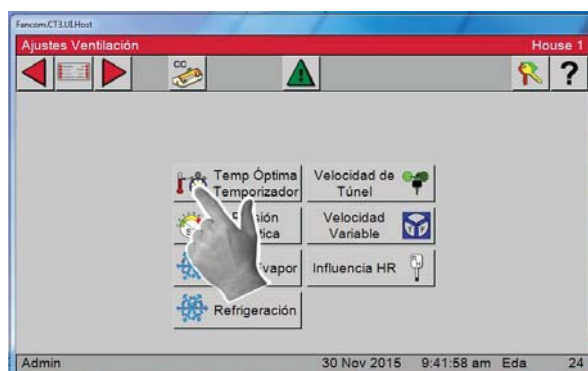 Fancom.CT3.UI.Host
Ajustes Ventilación
House 1
CC
?
Temp Óptima
Temporizador
Velocidad de
Túnel
Velocidad
Variable
Evapor
Influencia HR
Refrigeración
Admin
30 Nov 2015
9:41:58 am
Eda
24